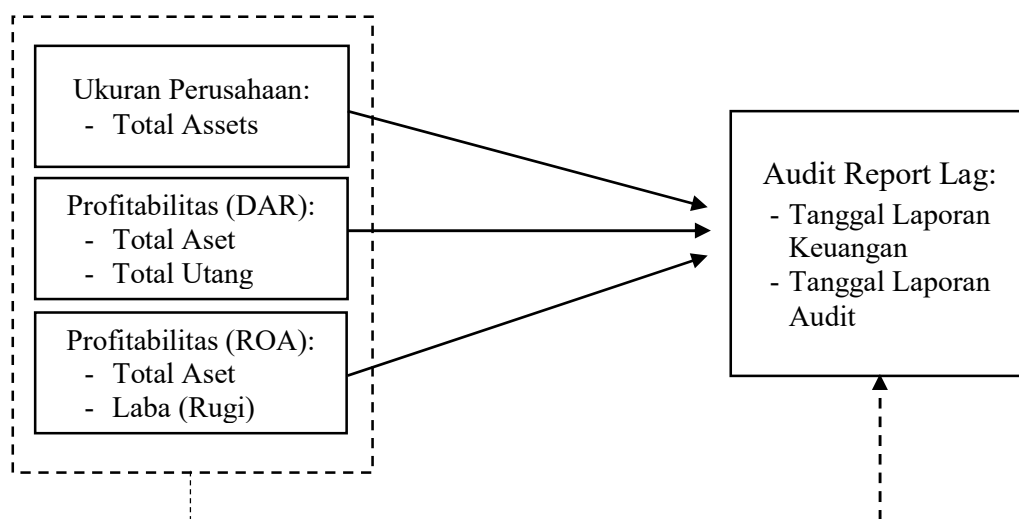 Ukuran Perusahaan:
- Total Assets
Profitabilitas (DAR):
- Total Aset
- Total Utang
Profitabilitas (ROA):
- Total Aset
- Laba (Rugi)
Audit Report Lag:
- Tanggal Laporan
Keuangan
- Tanggal Laporan
Audit